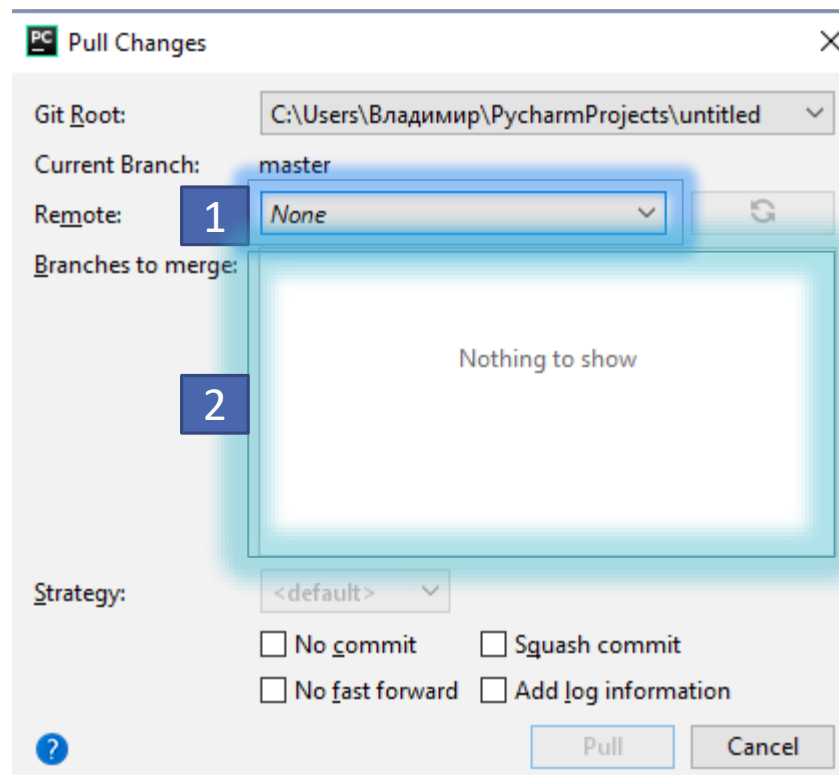 PC Pull Changes
Git Root: C:\Users\Владимир\PycharmProjects\untitled
Current Branch: master
Remote: 1 None
Branches to merge:
Nothing to show
2
Strategy: <default>
No commit Squash commit
No fast forward Add log information
? Pull Cancel